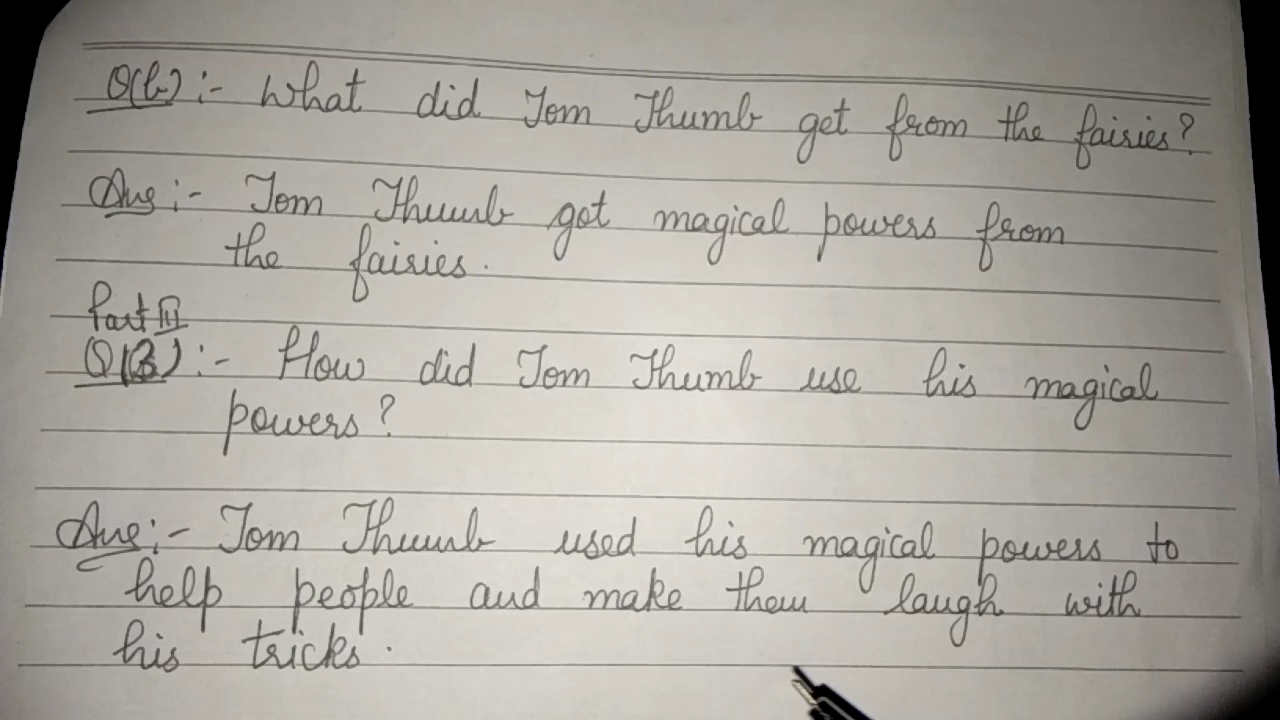 Q(b) :- What did Tom Thumb get from the fairies?
Ans :- Tom Thumb got magical powers from
the fairies.
Part III
Q(3) :- How did Tom Thumb use his magical
powers?
Ans :- Tom Thumb used his magical powers to
help people and make them laugh with
his tricks.